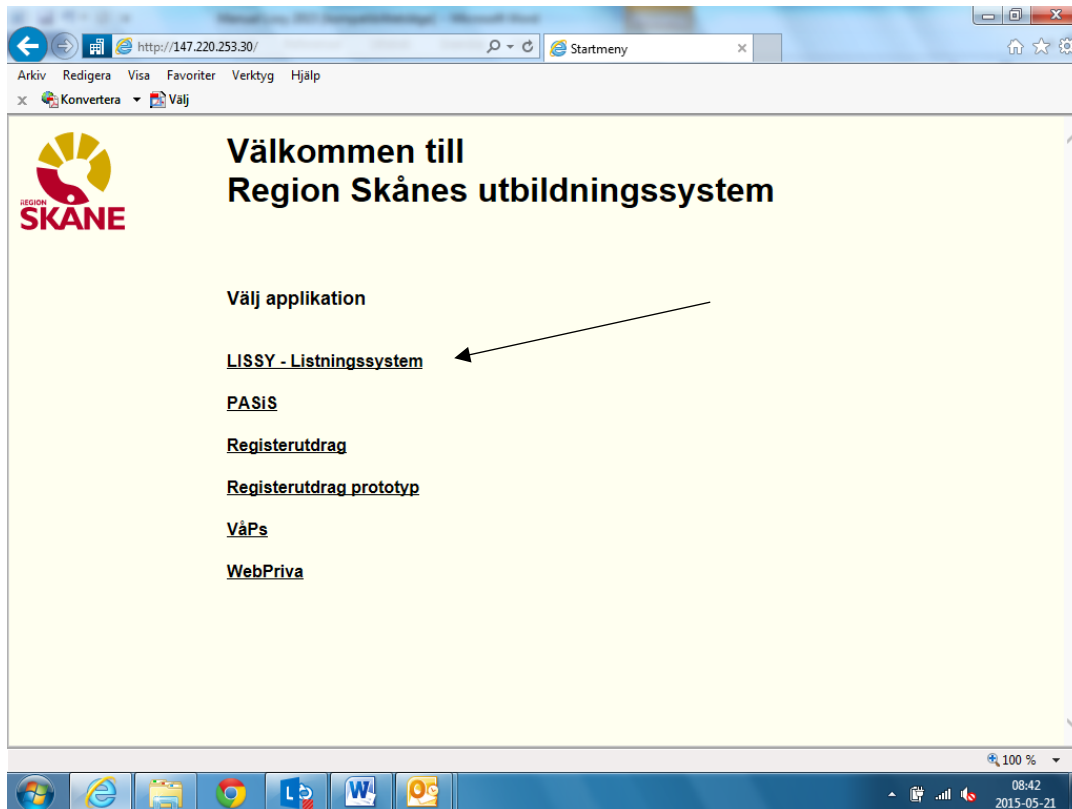 http://147.220.253.30/
Startmeny
Arkiv Redigera Visa Favoriter Verktyg Hjälp
x Konvertera Välj
REGION
SKÅNE
Välkommen till
Region Skånes utbildningssystem
Välj applikation
LISSY - Listningssystem
PASiS
Registerutdrag
Registerutdrag prototyp
VåPs
WebPriva
100 %
08:42
2015-05-21